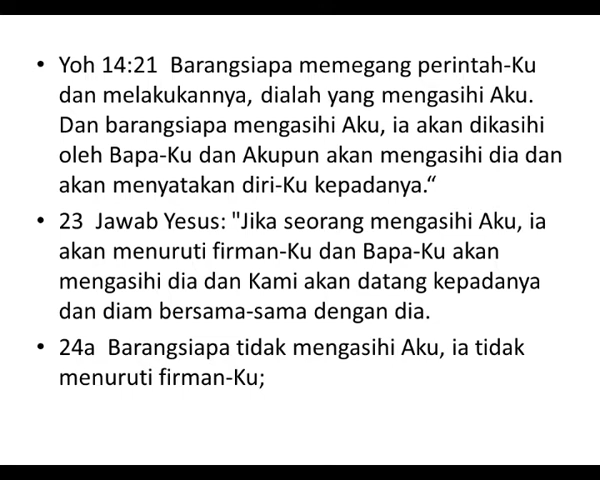 • Yoh 14:21  Barangsiapa memegang perintah-Ku
dan melakukannya, dialah yang mengasihi Aku.
Dan barangsiapa mengasihi Aku, ia akan dikasihi
oleh Bapa-Ku dan Akupun akan mengasihi dia dan
akan menyatakan diri-Ku kepadanya.“
• 23  Jawab Yesus: "Jika seorang mengasihi Aku, ia
akan menuruti firman-Ku dan Bapa-Ku akan
mengasihi dia dan Kami akan datang kepadanya
dan diam bersama-sama dengan dia.
• 24a  Barangsiapa tidak mengasihi Aku, ia tidak
menuruti firman-Ku;